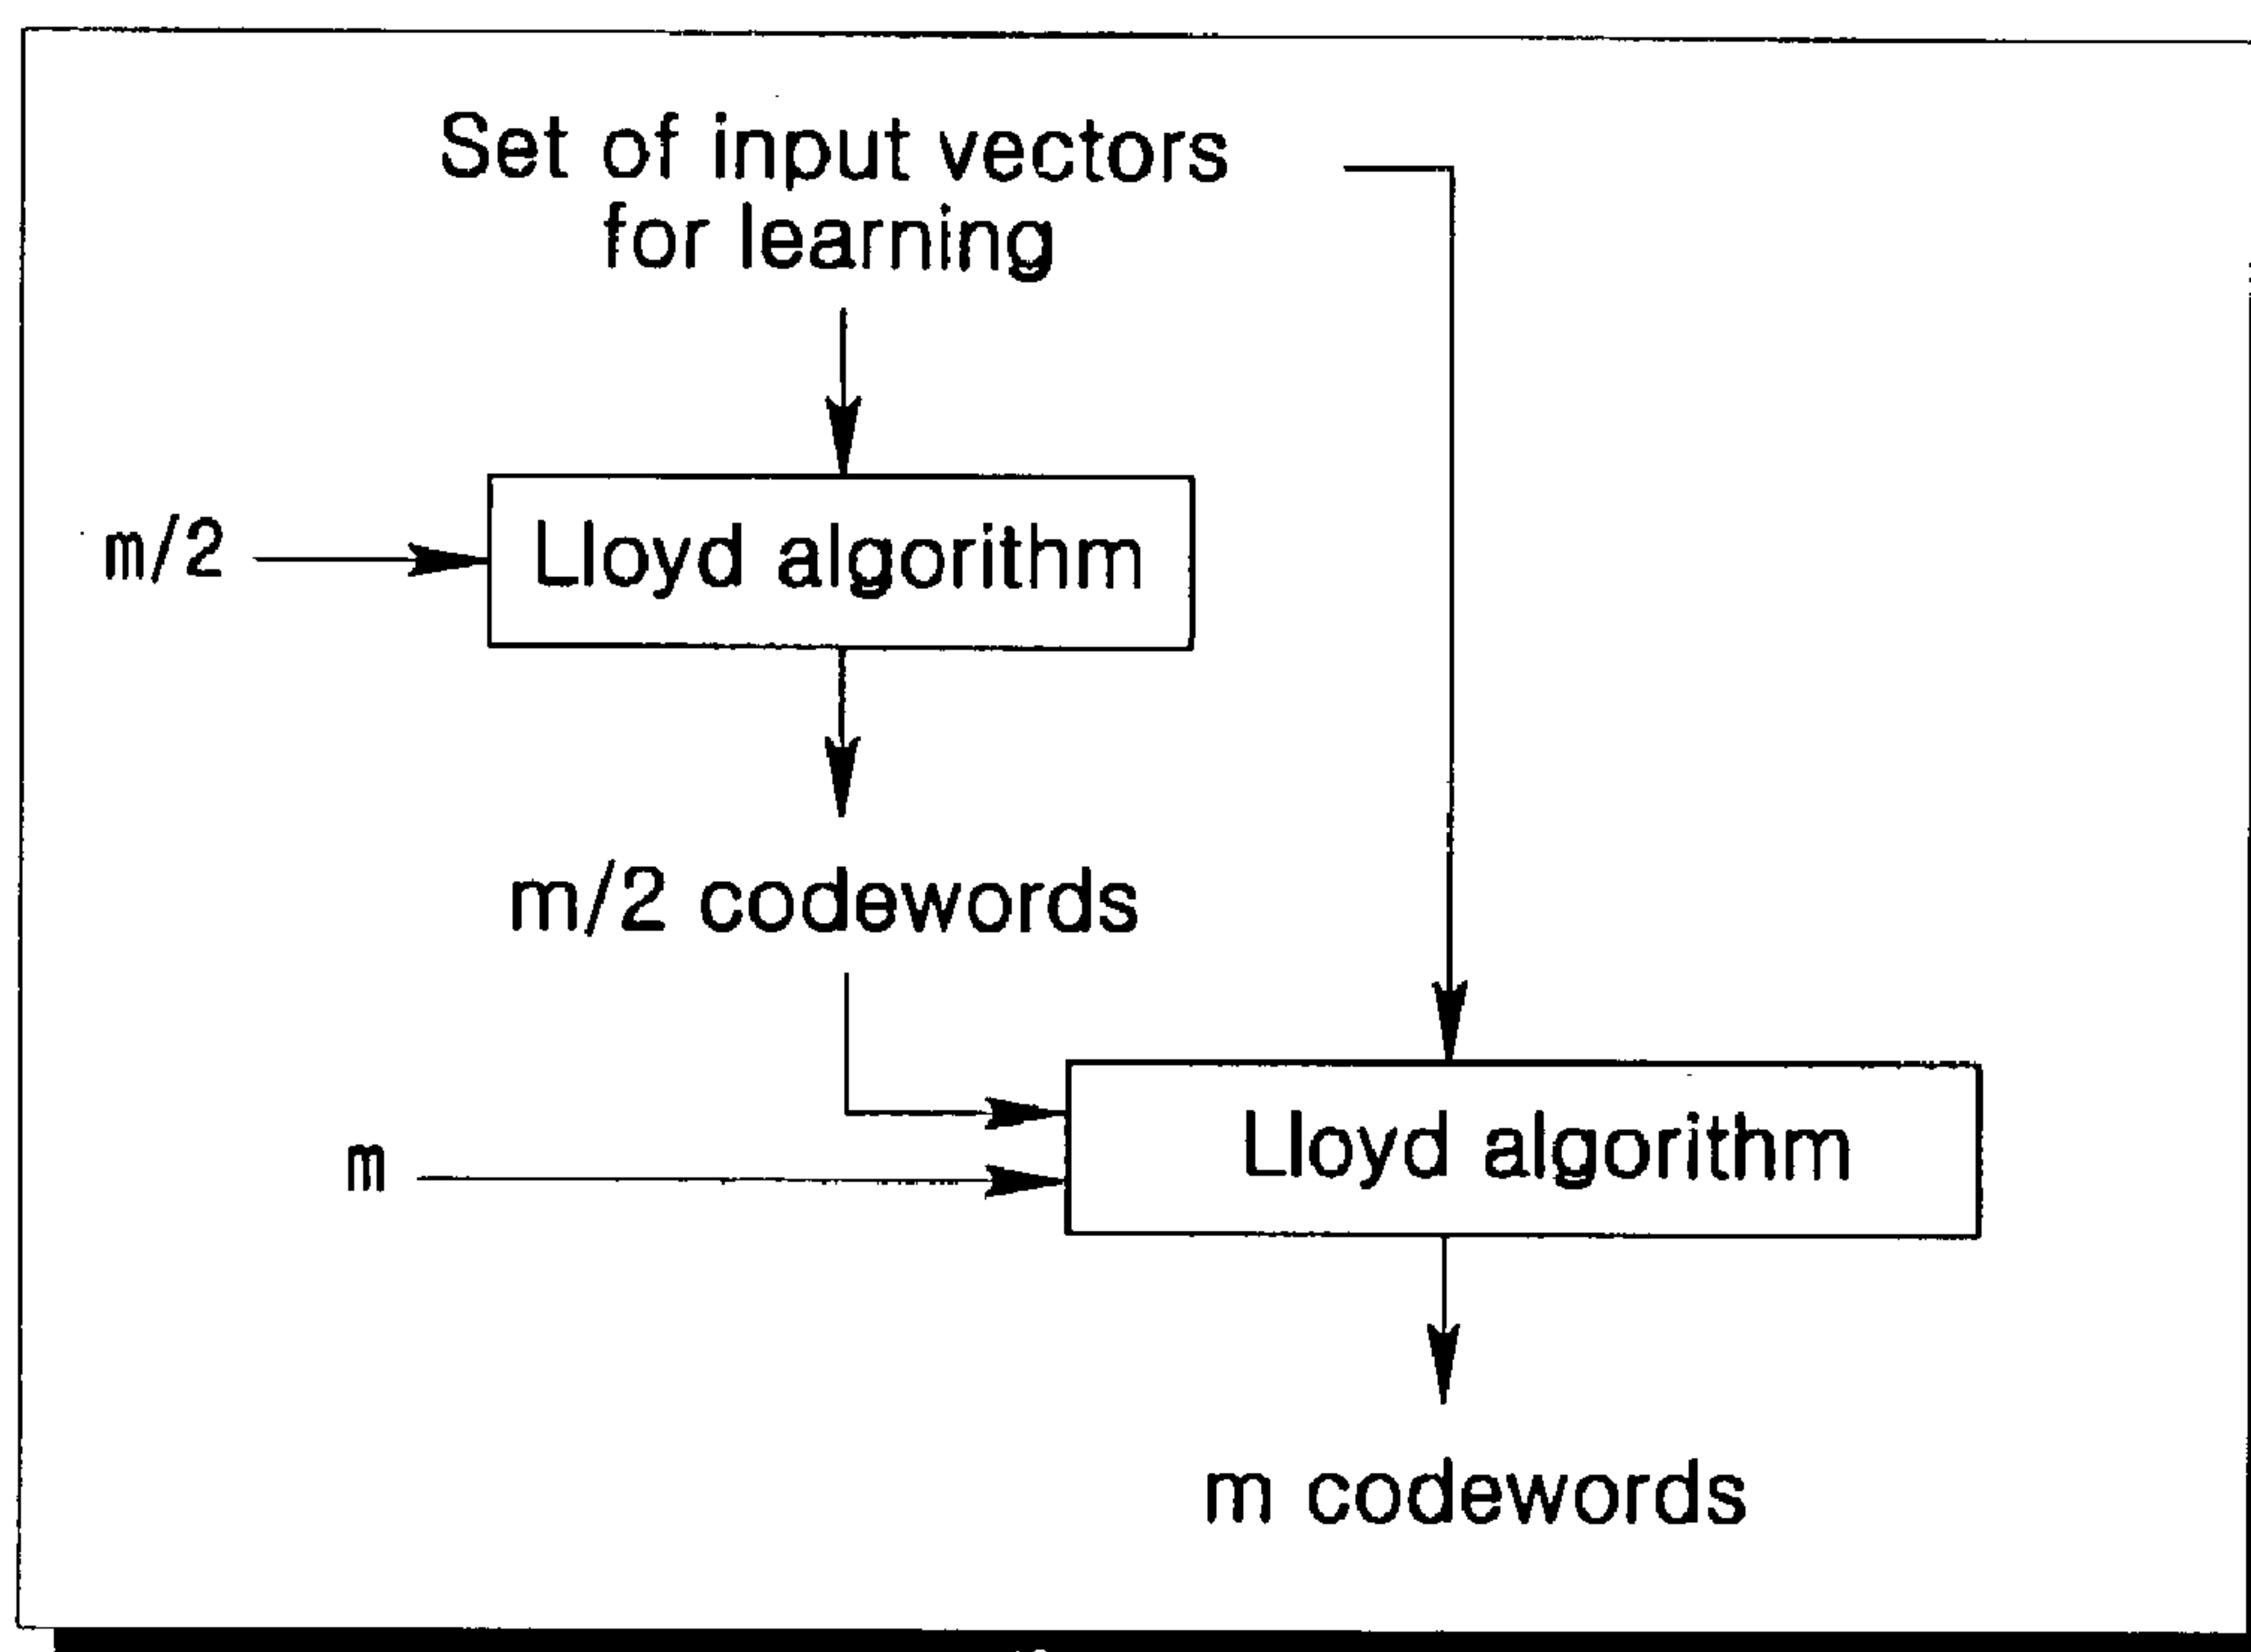 Set of input vectors
for learning
m/2
Lloyd algorithm
m/2 codewords
m
Lloyd algorithm
m codewords